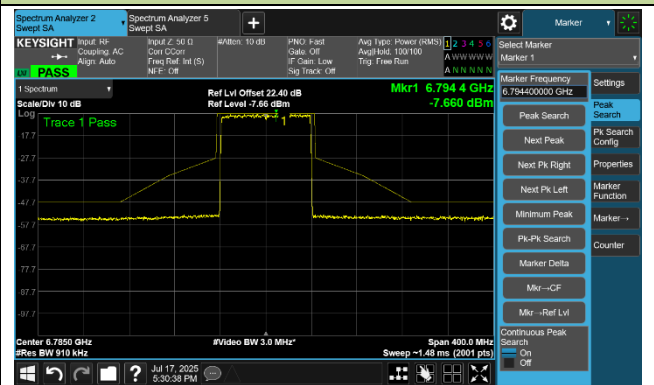 Spectrum Analyzer 2
Swept SA
Spectrum Analyzer 5
Swept SA
Marker
KEYSIGHT Input: RF
Coupling: AC
Align: Auto
Input Z: 50 Ω
Corr CCorr
Freq Ref: Int (S)
NFE: Off
#Atten: 10 dB
PNO: Fast
Gate: Off
IF Gain: Low
Sig Track: Off
Avg Type: Power (RMS)
Avg|Hold: 100/100
Trig: Free Run
1 2 3 4 5 6
A W W W W W
A N N N N N
PASS
Select Marker
Marker 1
1 Spectrum
Scale/Div 10 dB
Log
Ref Lvl Offset 22.40 dB
Ref Level -7.66 dBm
Mkr1 6.794 4 GHz
-7.660 dBm
Trace 1 Pass
1
-17.7
-27.7
-37.7
-47.7
-57.7
-67.7
-77.7
-87.7
-97.7
Center 6.7850 GHz
#Res BW 910 kHz
#Video BW 3.0 MHz*
Span 400.0 MHz
Sweep ~1.48 ms (2001 pts)
Marker Frequency
6.794400000 GHz
Peak Search
Next Peak
Next Pk Right
Next Pk Left
Minimum Peak
Pk-Pk Search
Marker Delta
Mkr→CF
Mkr→Ref Lvl
Continuous Peak
Search
On
Off
Settings
Peak
Search
Pk Search
Config
Properties
Marker
Function
Marker→
Counter
Jul 17, 2025
5:30:38 PM